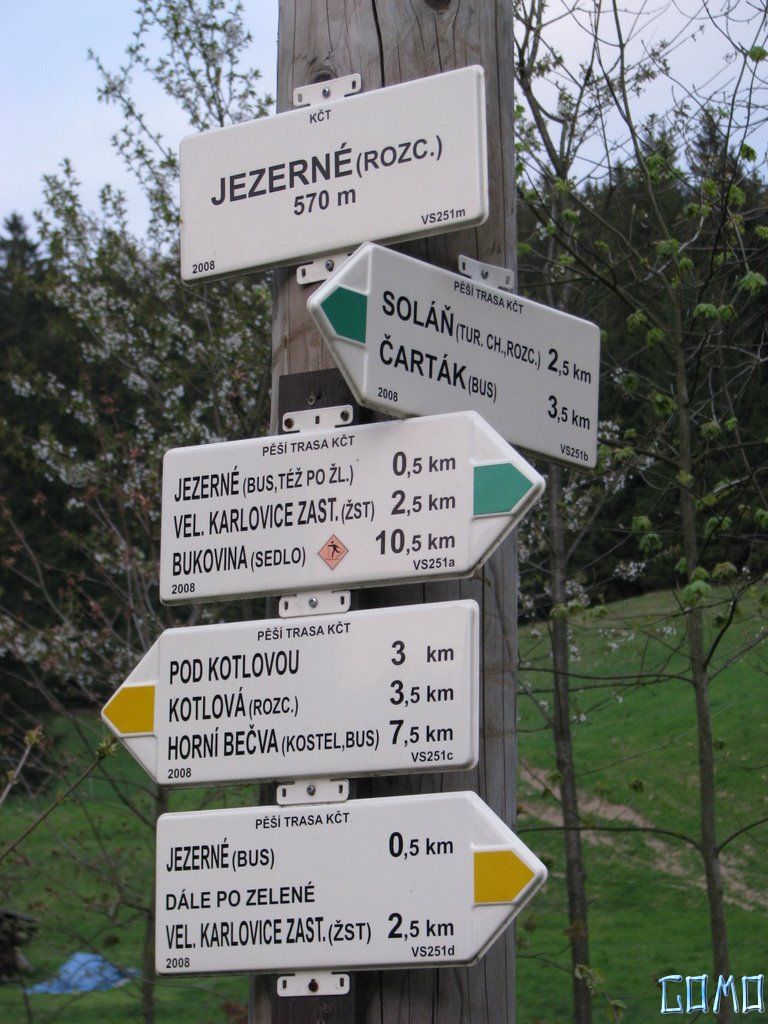 KČT
JEZERNÉ (ROZC.)
570 m
VS251m
2008
PĚŠÍ TRASA KČT
SOLÁŇ (TUR. CH.,ROZC.) 2,5 km
ČARTÁK (BUS) 3,5 km
2008 VS251b
PĚŠÍ TRASA KČT
JEZERNÉ (BUS,TÉŽ PO ŽL.) 0,5 km
VEL. KARLOVICE ZAST. (ŽST) 2,5 km
BUKOVINA (SEDLO) 10,5 km
2008 VS251a
PĚŠÍ TRASA KČT
POD KOTLOVOU 3 km
KOTLOVÁ (ROZC.) 3,5 km
HORNÍ BEČVA (KOSTEL,BUS) 7,5 km
2008 VS251c
PĚŠÍ TRASA KČT
JEZERNÉ (BUS) 0,5 km
DÁLE PO ZELENÉ
VEL. KARLOVICE ZAST. (ŽST) 2,5 km
2008 VS251d
GOMO